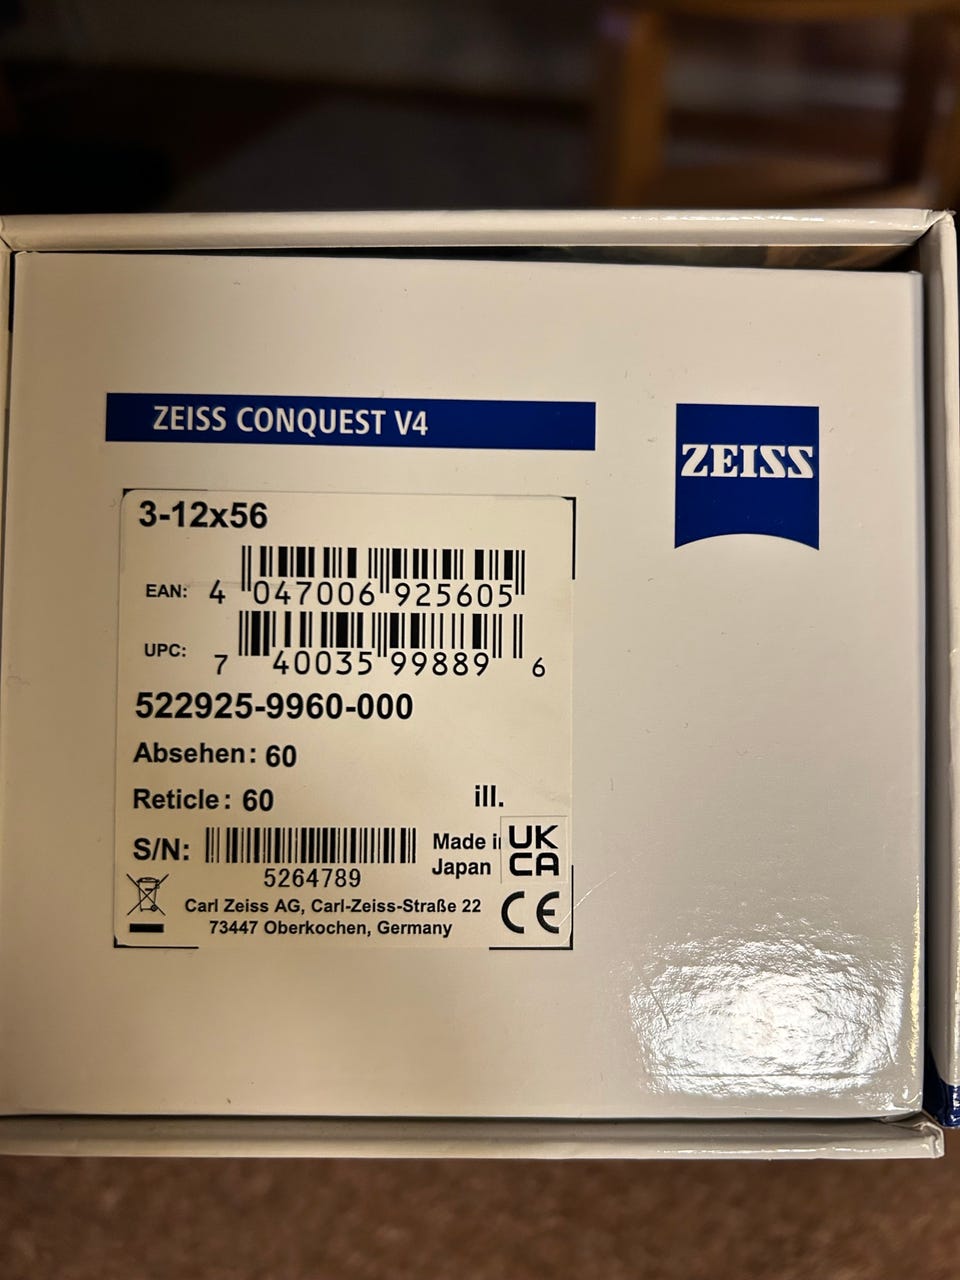 ZEISS CONQUEST V4
ZEISS
3-12x56
EAN: 4 047006 925605
UPC: 7 40035 99889 6
522925-9960-000
Absehen: 60
Reticle: 60 ill.
S/N: 5264789
Made in
Japan
UK
CA
Carl Zeiss AG, Carl-Zeiss-Straße 22
73447 Oberkochen, Germany
CE